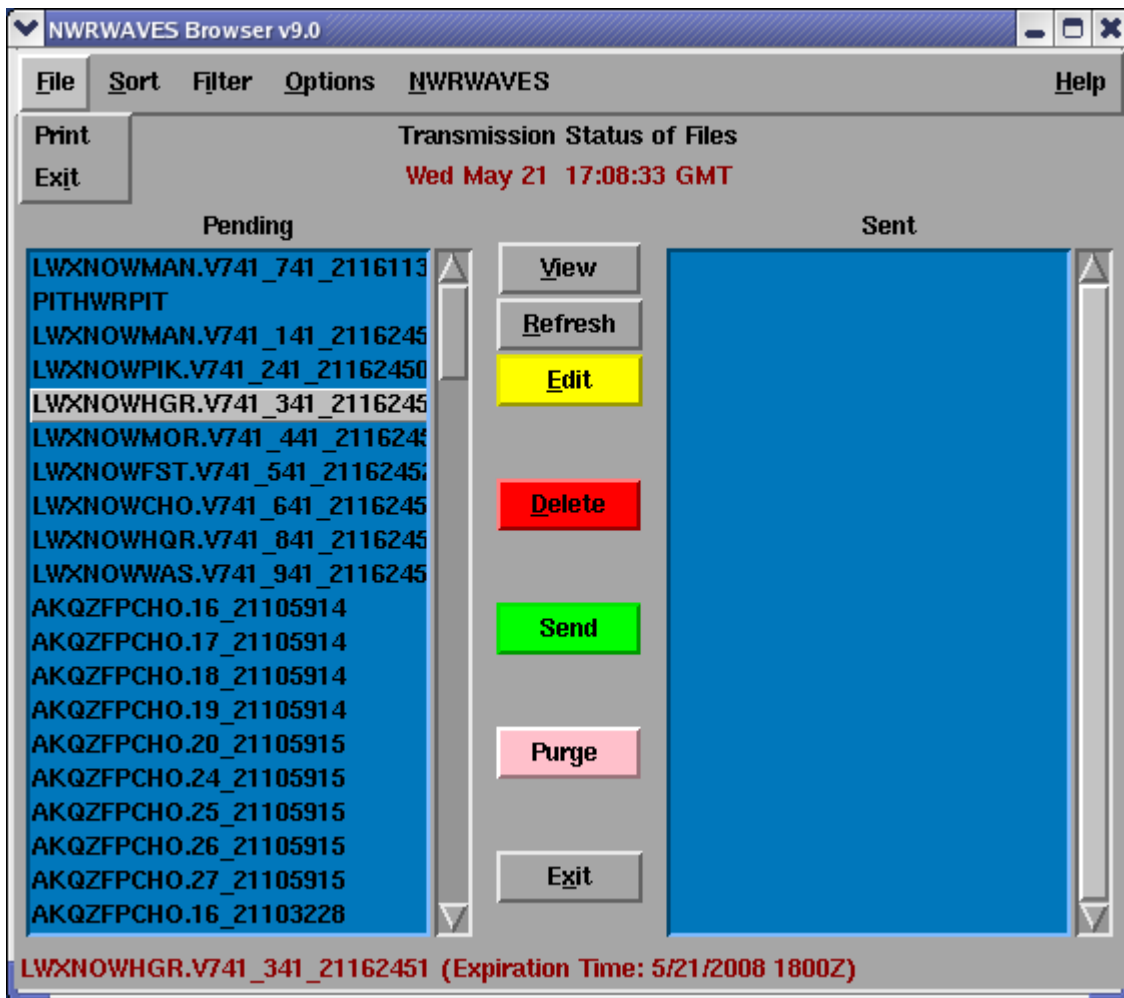 NWRWAVES Browser v9.0
File Sort Filter Options NWRWAVES Help
Print
Exit
Transmission Status of Files
Wed May 21 17:08:33 GMT
Pending
LWXNOWMAN.V741_741_2116113
PITHWRPIT
LWXNOWMAN.V741_141_2116245
LWXNOWPIK.V741_241_21162450
LWXNOWHGR.V741_341_2116245
LWXNOWMOR.V741_441_2116245
LWXNOWFST.V741_541_21162452
LWXNOWCHO.V741_641_2116245
LWXNOWHQR.V741_841_2116245
LWXNOWWAS.V741_941_2116245
AKQZFPCHO.16_21105914
AKQZFPCHO.17_21105914
AKQZFPCHO.18_21105914
AKQZFPCHO.19_21105914
AKQZFPCHO.20_21105915
AKQZFPCHO.24_21105915
AKQZFPCHO.25_21105915
AKQZFPCHO.26_21105915
AKQZFPCHO.27_21105915
AKQZFPCHO.16_21103228
View
Refresh
Edit
Delete
Send
Purge
Exit
Sent
LWXNOWHGR.V741_341_21162451 (Expiration Time: 5/21/2008 1800Z)